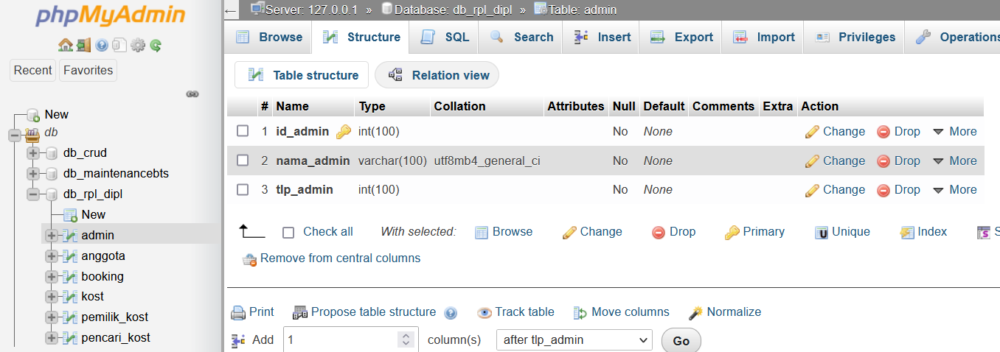 phpMyAdmin
Recent Favorites
New
db
db_crud
db_maintenancebts
db_rpl_dipl
New
admin
anggota
booking
kost
pemilik_kost
pencari_kost
← Server: 127.0.0.1 » Database: db_rpl_dipl » Table: admin
Browse Structure SQL Search Insert Export Import Privileges Operations
Table structure Relation view
# Name Type Collation Attributes Null Default Comments Extra Action
1 id_admin int(100) No None Change Drop More
2 nama_admin varchar(100) utf8mb4_general_ci No None Change Drop More
3 tlp_admin int(100) No None Change Drop More
Check all With selected: Browse Change Drop Primary Unique Index S
Remove from central columns
Print Propose table structure Track table Move columns Normalize
Add 1 column(s) after tlp_admin Go